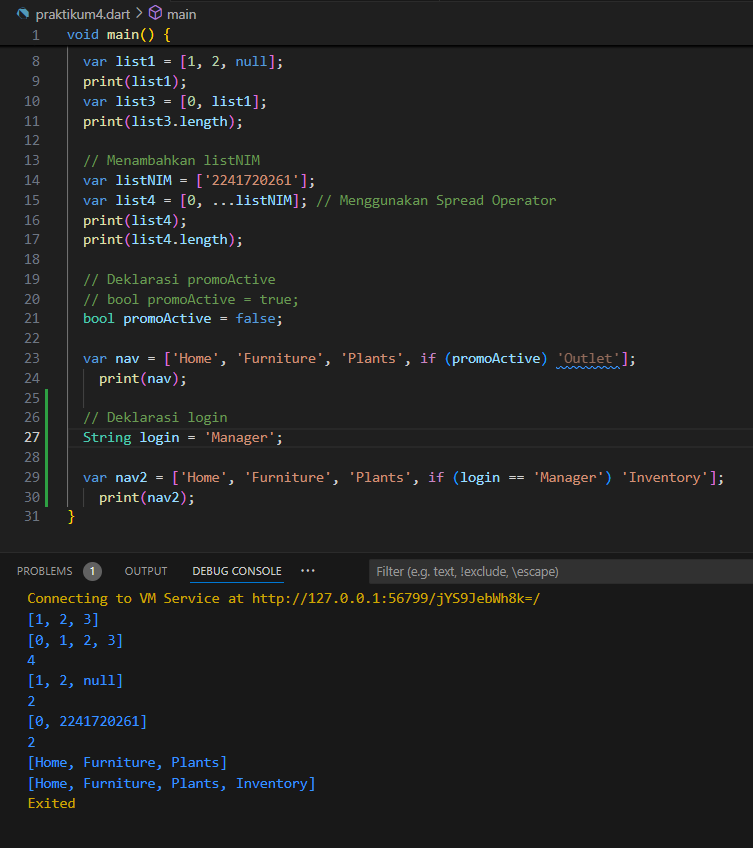 praktikum4.dart > main
1 void main() {
8 var list1 = [1, 2, null];
9 print(list1);
10 var list3 = [0, list1];
11 print(list3.length);
12
13 // Menambahkan listNIM
14 var listNIM = ['2241720261'];
15 var list4 = [0, ...listNIM]; // Menggunakan Spread Operator
16 print(list4);
17 print(list4.length);
18
19 // Deklarasi promoActive
20 // bool promoActive = true;
21 bool promoActive = false;
22
23 var nav = ['Home', 'Furniture', 'Plants', if (promoActive) 'Outlet'];
24 print(nav);
25
26 // Deklarasi login
27 String login = 'Manager';
28
29 var nav2 = ['Home', 'Furniture', 'Plants', if (login == 'Manager') 'Inventory'];
30 print(nav2);
31 }
PROBLEMS 1 OUTPUT DEBUG CONSOLE ··· Filter (e.g. text, !exclude, \escape)
Connecting to VM Service at http://127.0.0.1:56799/jYS9JebWh8k=/
[1, 2, 3]
[0, 1, 2, 3]
4
[1, 2, null]
2
[0, 2241720261]
2
[Home, Furniture, Plants]
[Home, Furniture, Plants, Inventory]
Exited